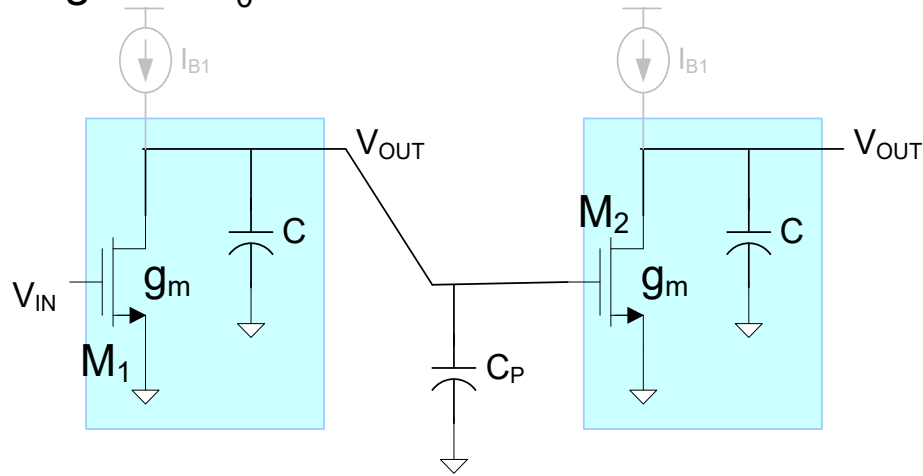 I_B1 I_B1
V_OUT V_OUT
M_2
C C
g_m g_m
V_IN
M_1 C_P